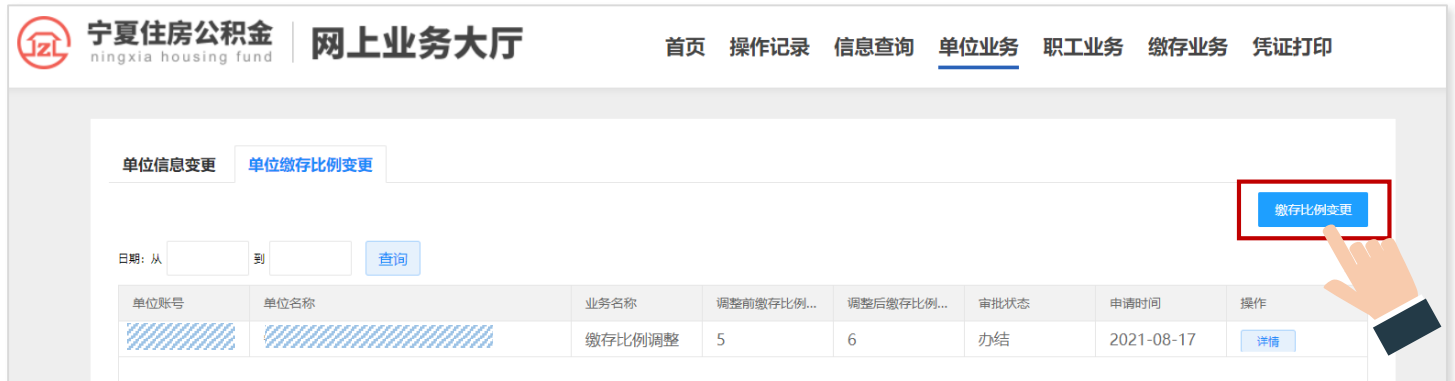 宁夏住房公积金
ningxia housing fund
网上业务大厅
首页 操作记录 信息查询 单位业务 职工业务 缴存业务 凭证打印
单位信息变更 单位缴存比例变更
缴存比例变更
日期: 从 到 查询
单位账号 单位名称 业务名称 调整前缴存比例... 调整后缴存比例... 审批状态 申请时间 操作
缴存比例调整 5 6 办结 2021-08-17 详情